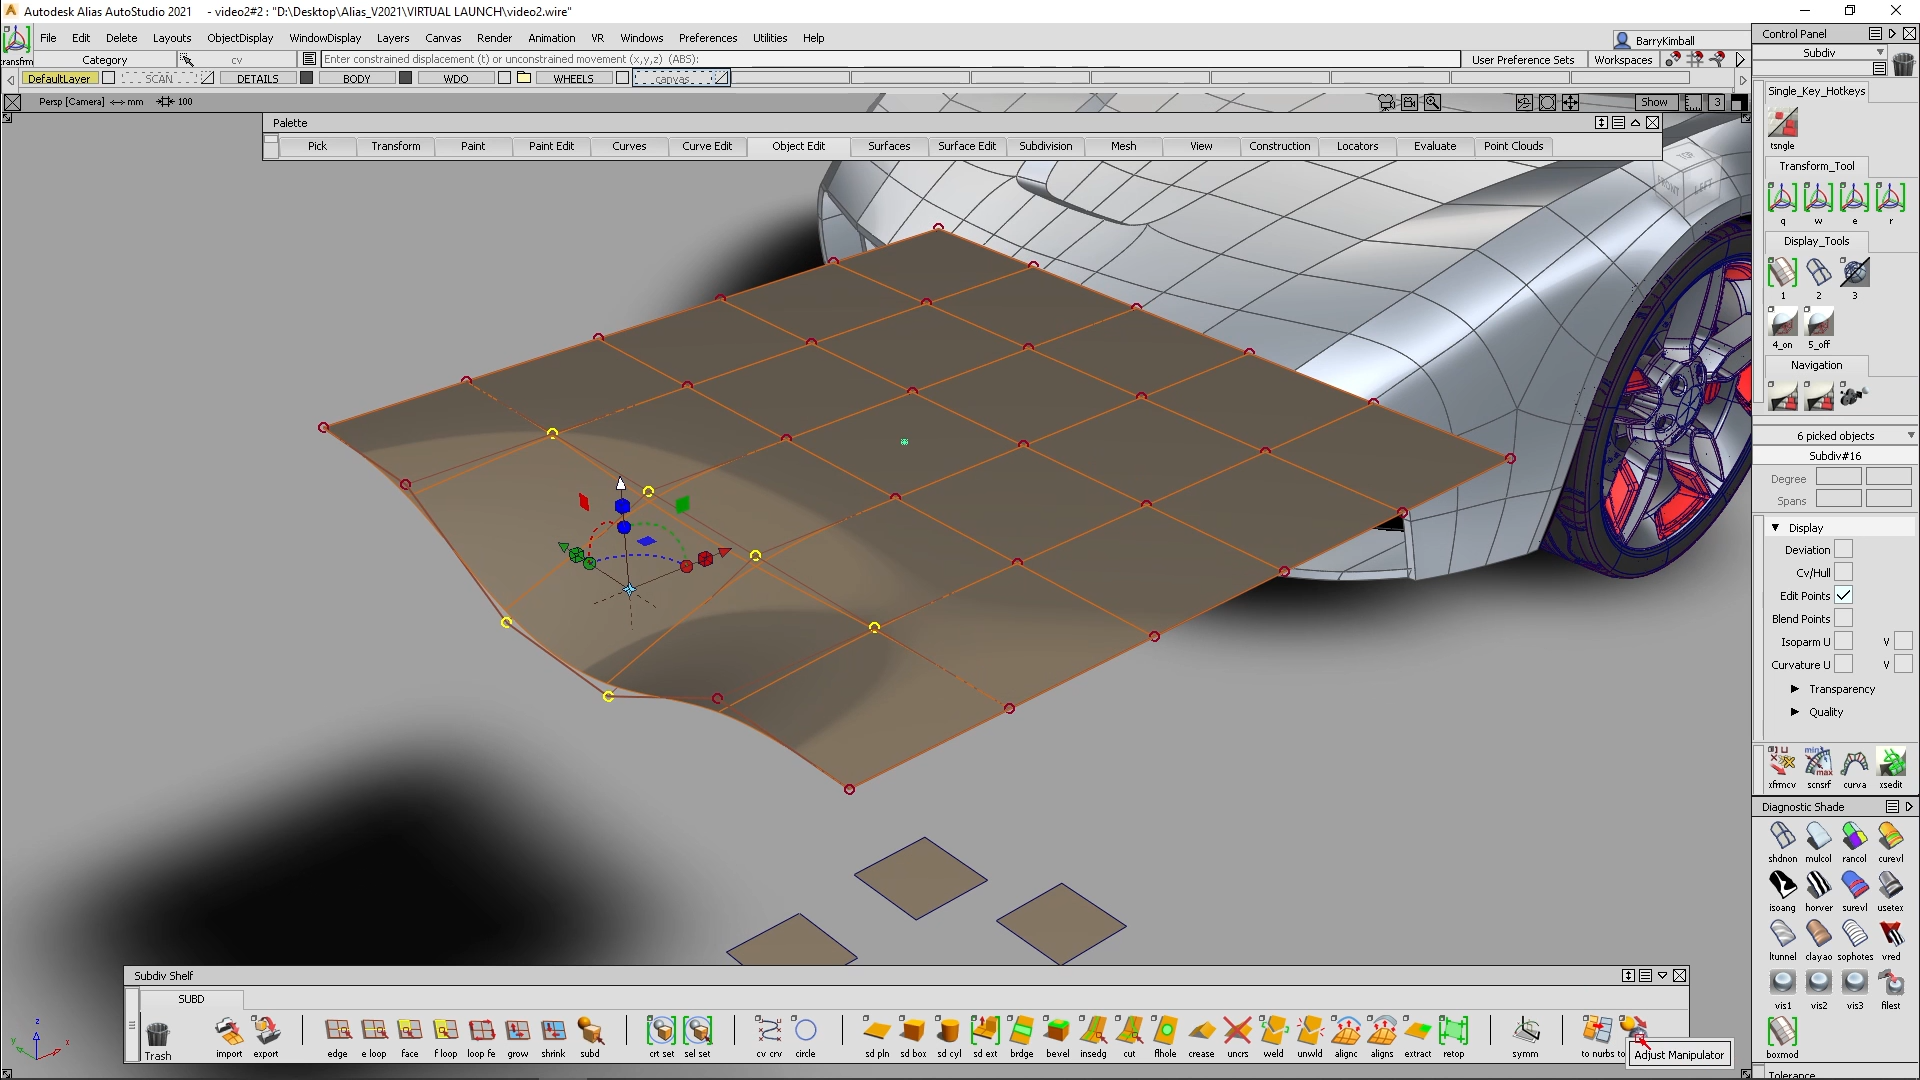 Autodesk Alias AutoStudio 2021 - video2#2 : "D:\Desktop\Alias_V2021\VIRTUAL LAUNCH\video2.wire"
File Edit Delete Layouts ObjectDisplay WindowDisplay Layers Canvas Render Animation VR Windows Preferences Utilities Help
BarryKimball
transfrm Category cv Enter constrained displacement (t) or unconstrained movement (x,y,z) (ABS): User Preference Sets Workspaces
DefaultLayer SCAN DETAILS BODY WDO WHEELS canvas
Persp [Camera] mm 100 Show 3
Palette
Pick Transform Paint Paint Edit Curves Curve Edit Object Edit Surfaces Surface Edit Subdivision Mesh View Construction Locators Evaluate Point Clouds
FRONT LEFT
Control Panel
Subdiv
Single_Key_Hotkeys
tsngle
Transform_Tool
q w e r
Display_Tools
1 2 3
4_on 5_off
Navigation
6 picked objects
Subdiv#16
Degree
Spans
Display
Deviation
Cv/Hull
Edit Points
Blend Points
Isoparm U V
Curvature U V
Transparency
Quality
min
max
xfrmcv scnsrf curva xsedit
Diagnostic Shade
shdnon mulcol rancol curevl
isoang horver surevl usetex
ltunnel clayao sophotes vred
vis1 vis2 vis3 filest
boxmod
Tolerance
Subdiv Shelf
SUBD
Trash import export edge e loop face f loop loop fe grow shrink subd crt set sel set cv crv circle sd pln sd box sd cyl sd ext brdge bevel insedg cut flhole crease uncrs weld unwld alignc aligns extract retop symm to nurbs to
Adjust Manipulator
z
y
x